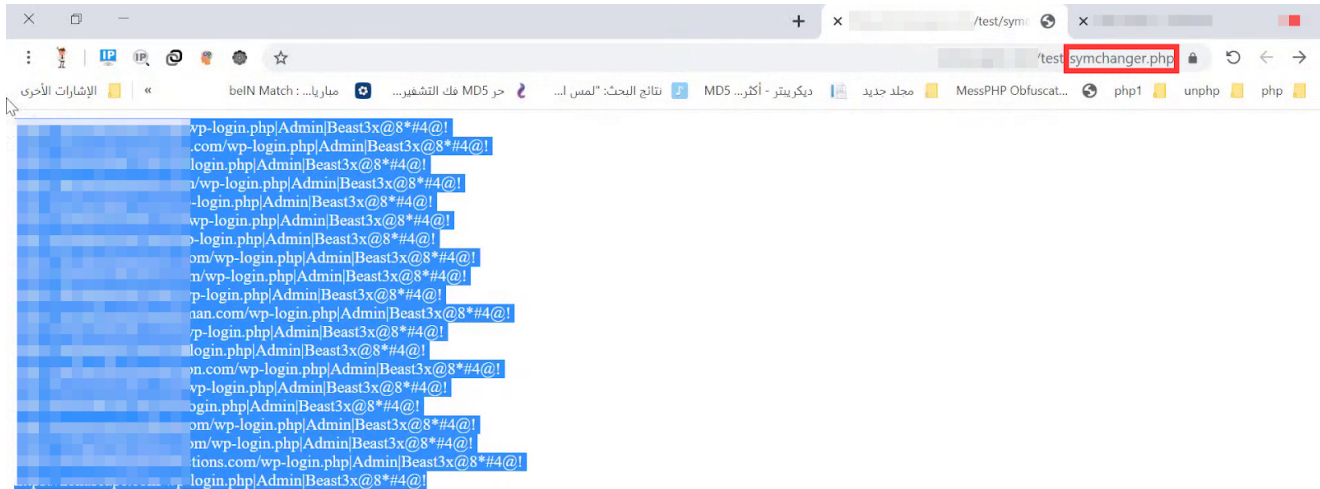 /test/sym
/test/symchanger.php
الإشارات الأخرى
»
beIN Match : مباريا...
حر MD5 فك التشفير...
نتائج البحث: "لمس ا...
ديكريبتر - أكثر... MD5
مجلد جديد
MessPHP Obfuscat...
php1
unphp
php
wp-login.php|Admin|Beast3x@8*#4@!
.com/wp-login.php|Admin|Beast3x@8*#4@!
login.php|Admin|Beast3x@8*#4@!
/wp-login.php|Admin|Beast3x@8*#4@!
-login.php|Admin|Beast3x@8*#4@!
wp-login.php|Admin|Beast3x@8*#4@!
-login.php|Admin|Beast3x@8*#4@!
om/wp-login.php|Admin|Beast3x@8*#4@!
m/wp-login.php|Admin|Beast3x@8*#4@!
p-login.php|Admin|Beast3x@8*#4@!
man.com/wp-login.php|Admin|Beast3x@8*#4@!
p-login.php|Admin|Beast3x@8*#4@!
login.php|Admin|Beast3x@8*#4@!
on.com/wp-login.php|Admin|Beast3x@8*#4@!
wp-login.php|Admin|Beast3x@8*#4@!
ogin.php|Admin|Beast3x@8*#4@!
om/wp-login.php|Admin|Beast3x@8*#4@!
om/wp-login.php|Admin|Beast3x@8*#4@!
tions.com/wp-login.php|Admin|Beast3x@8*#4@!
login.php|Admin|Beast3x@8*#4@!